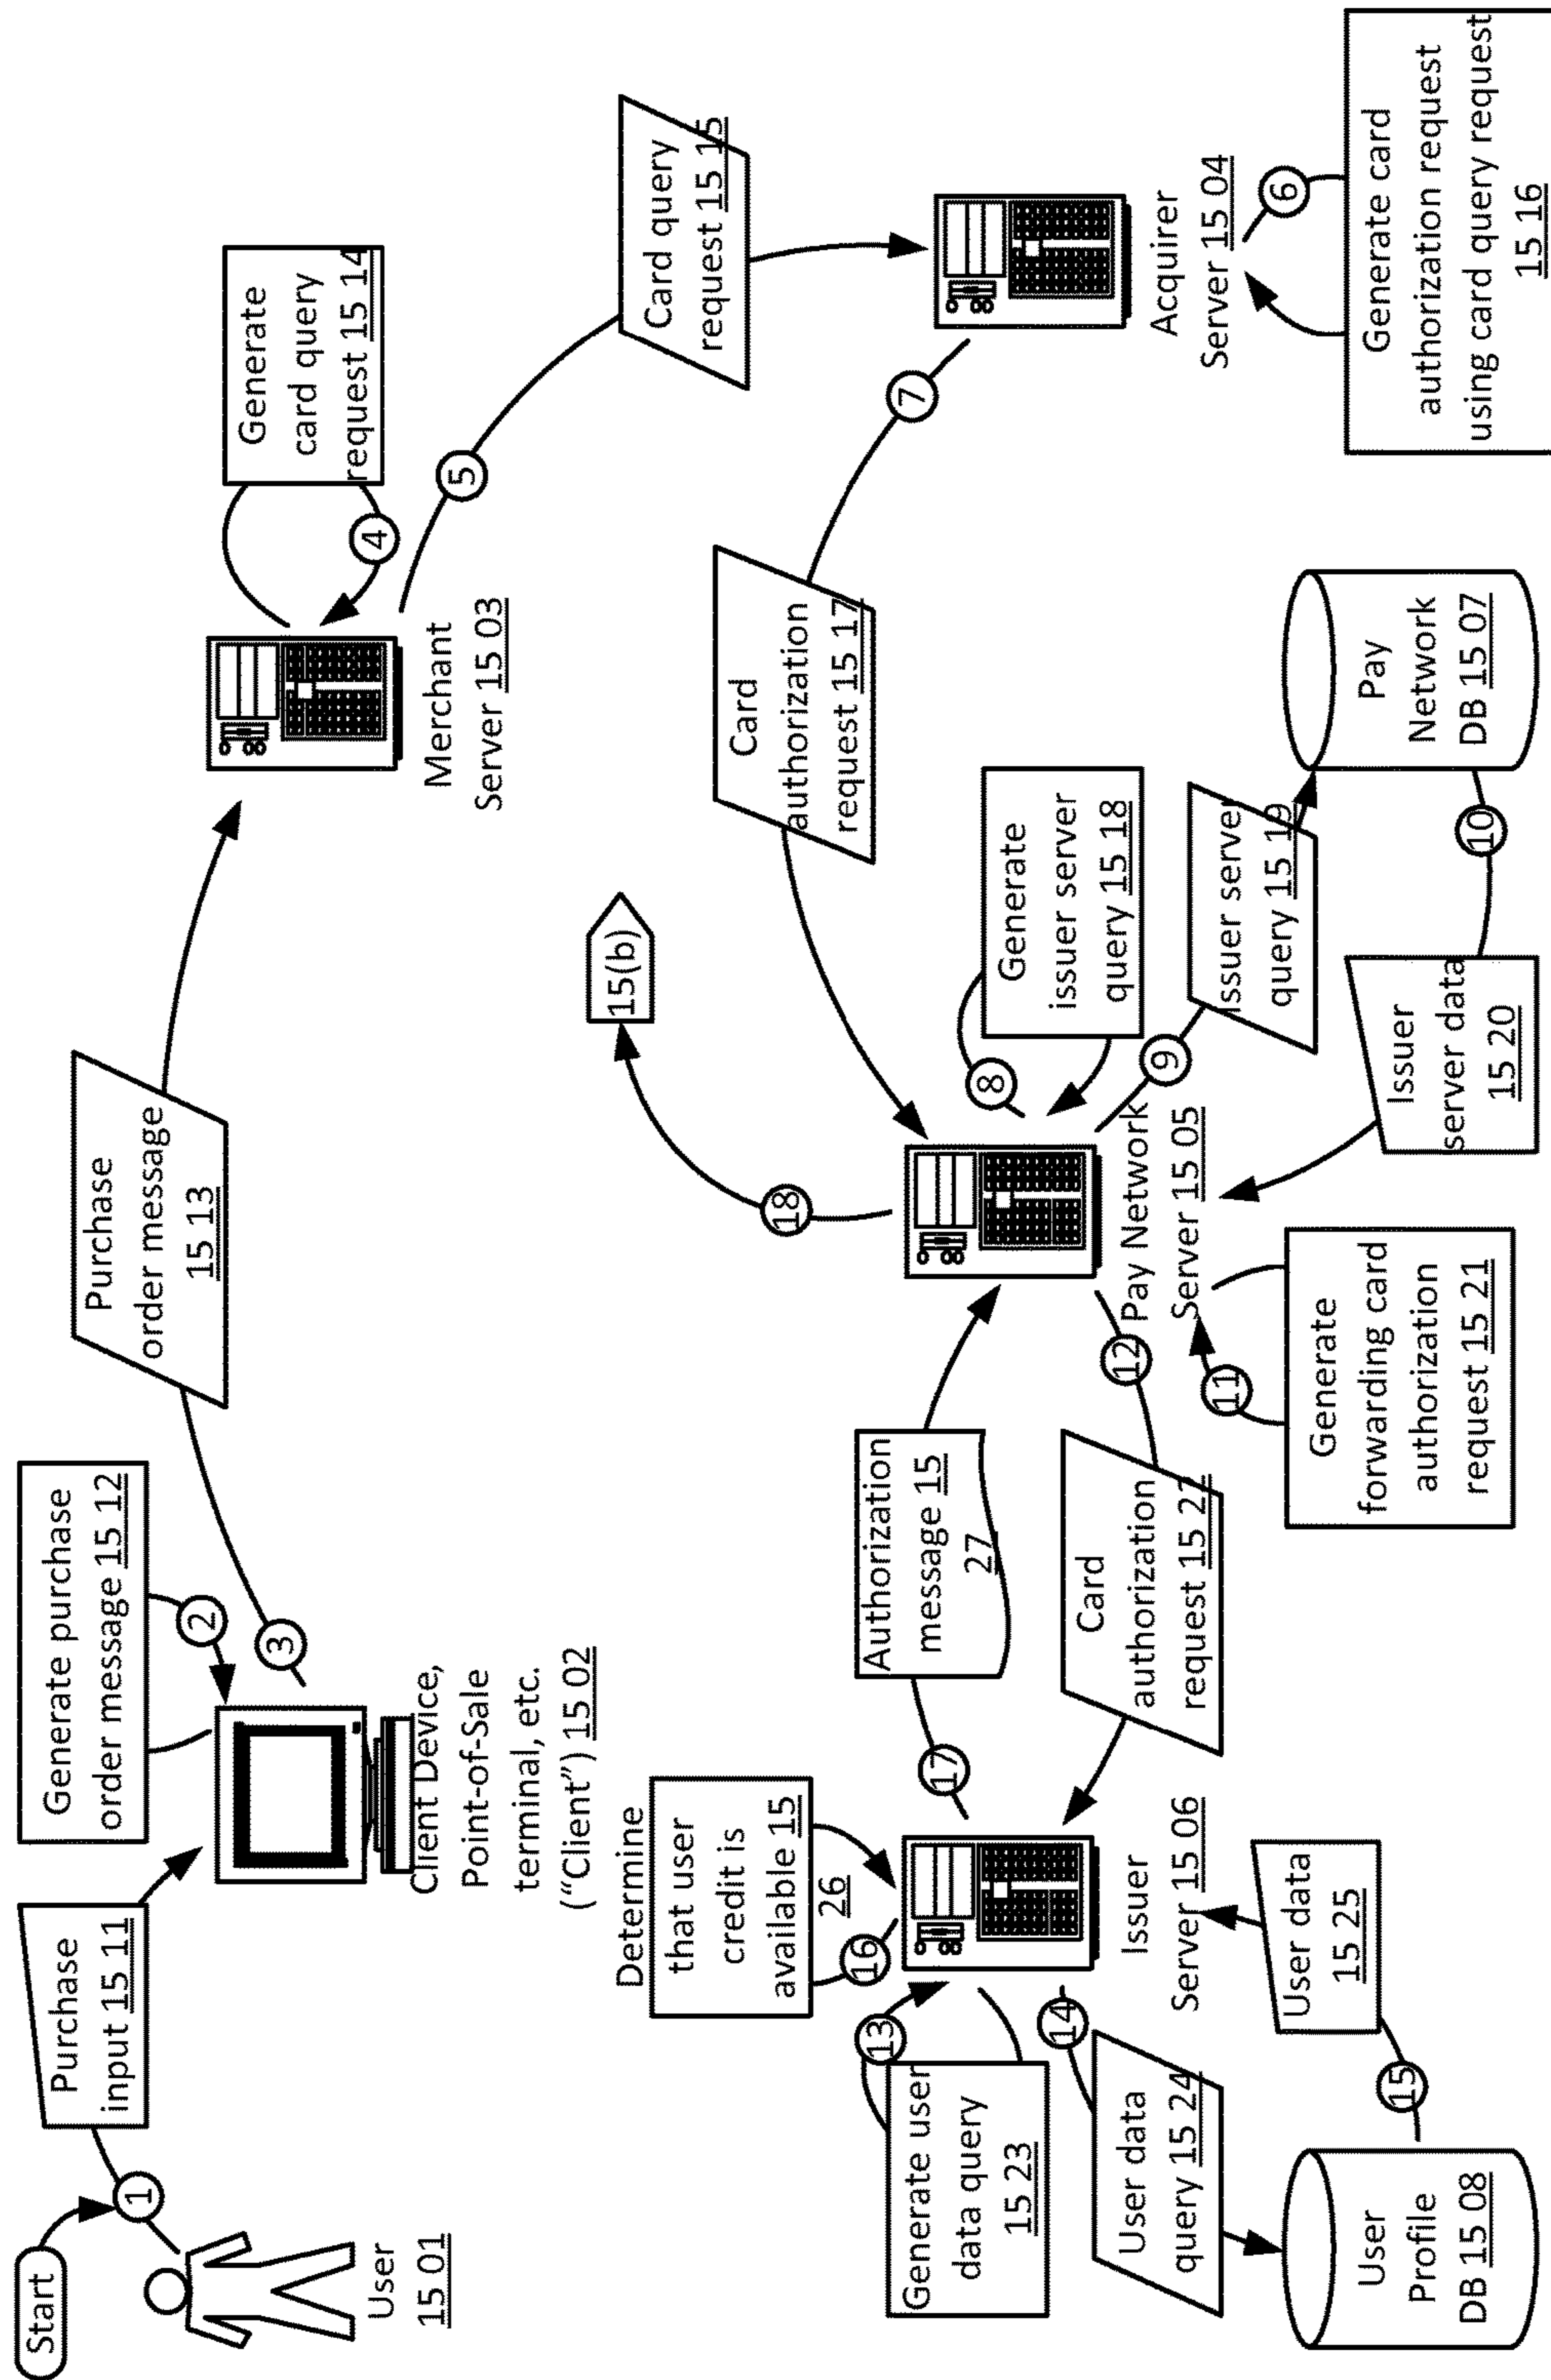 Start
1
User
15 01
Purchase
input 15 11
Generate purchase
order message 15 12
2
3
Client Device,
Point-of-Sale
terminal, etc.
("Client") 15 02
Purchase
order message
15 13
Merchant
Server 15 03
Generate
card query
request 15 14
4
5
Card query
request 15 15
Acquirer
Server 15 04
6
Generate card
authorization request
using card query request
15 16
7
Card
authorization
request 15 17
15(b)
18
Pay Network
Server 15 05
8
Generate
issuer server
query 15 18
9
Issuer server
query 15 19
Pay
Network
DB 15 07
10
Issuer
server data
15 20
11
Generate
forwarding card
authorization
request 15 21
12
Card
authorization
request 15 22
Authorization
message 15
27
17
Determine
that user
credit is
available 15
26
16
Issuer
Server 15 06
13
Generate user
data query
15 23
14
User data
query 15 24
User
Profile
DB 15 08
15
User data
15 25